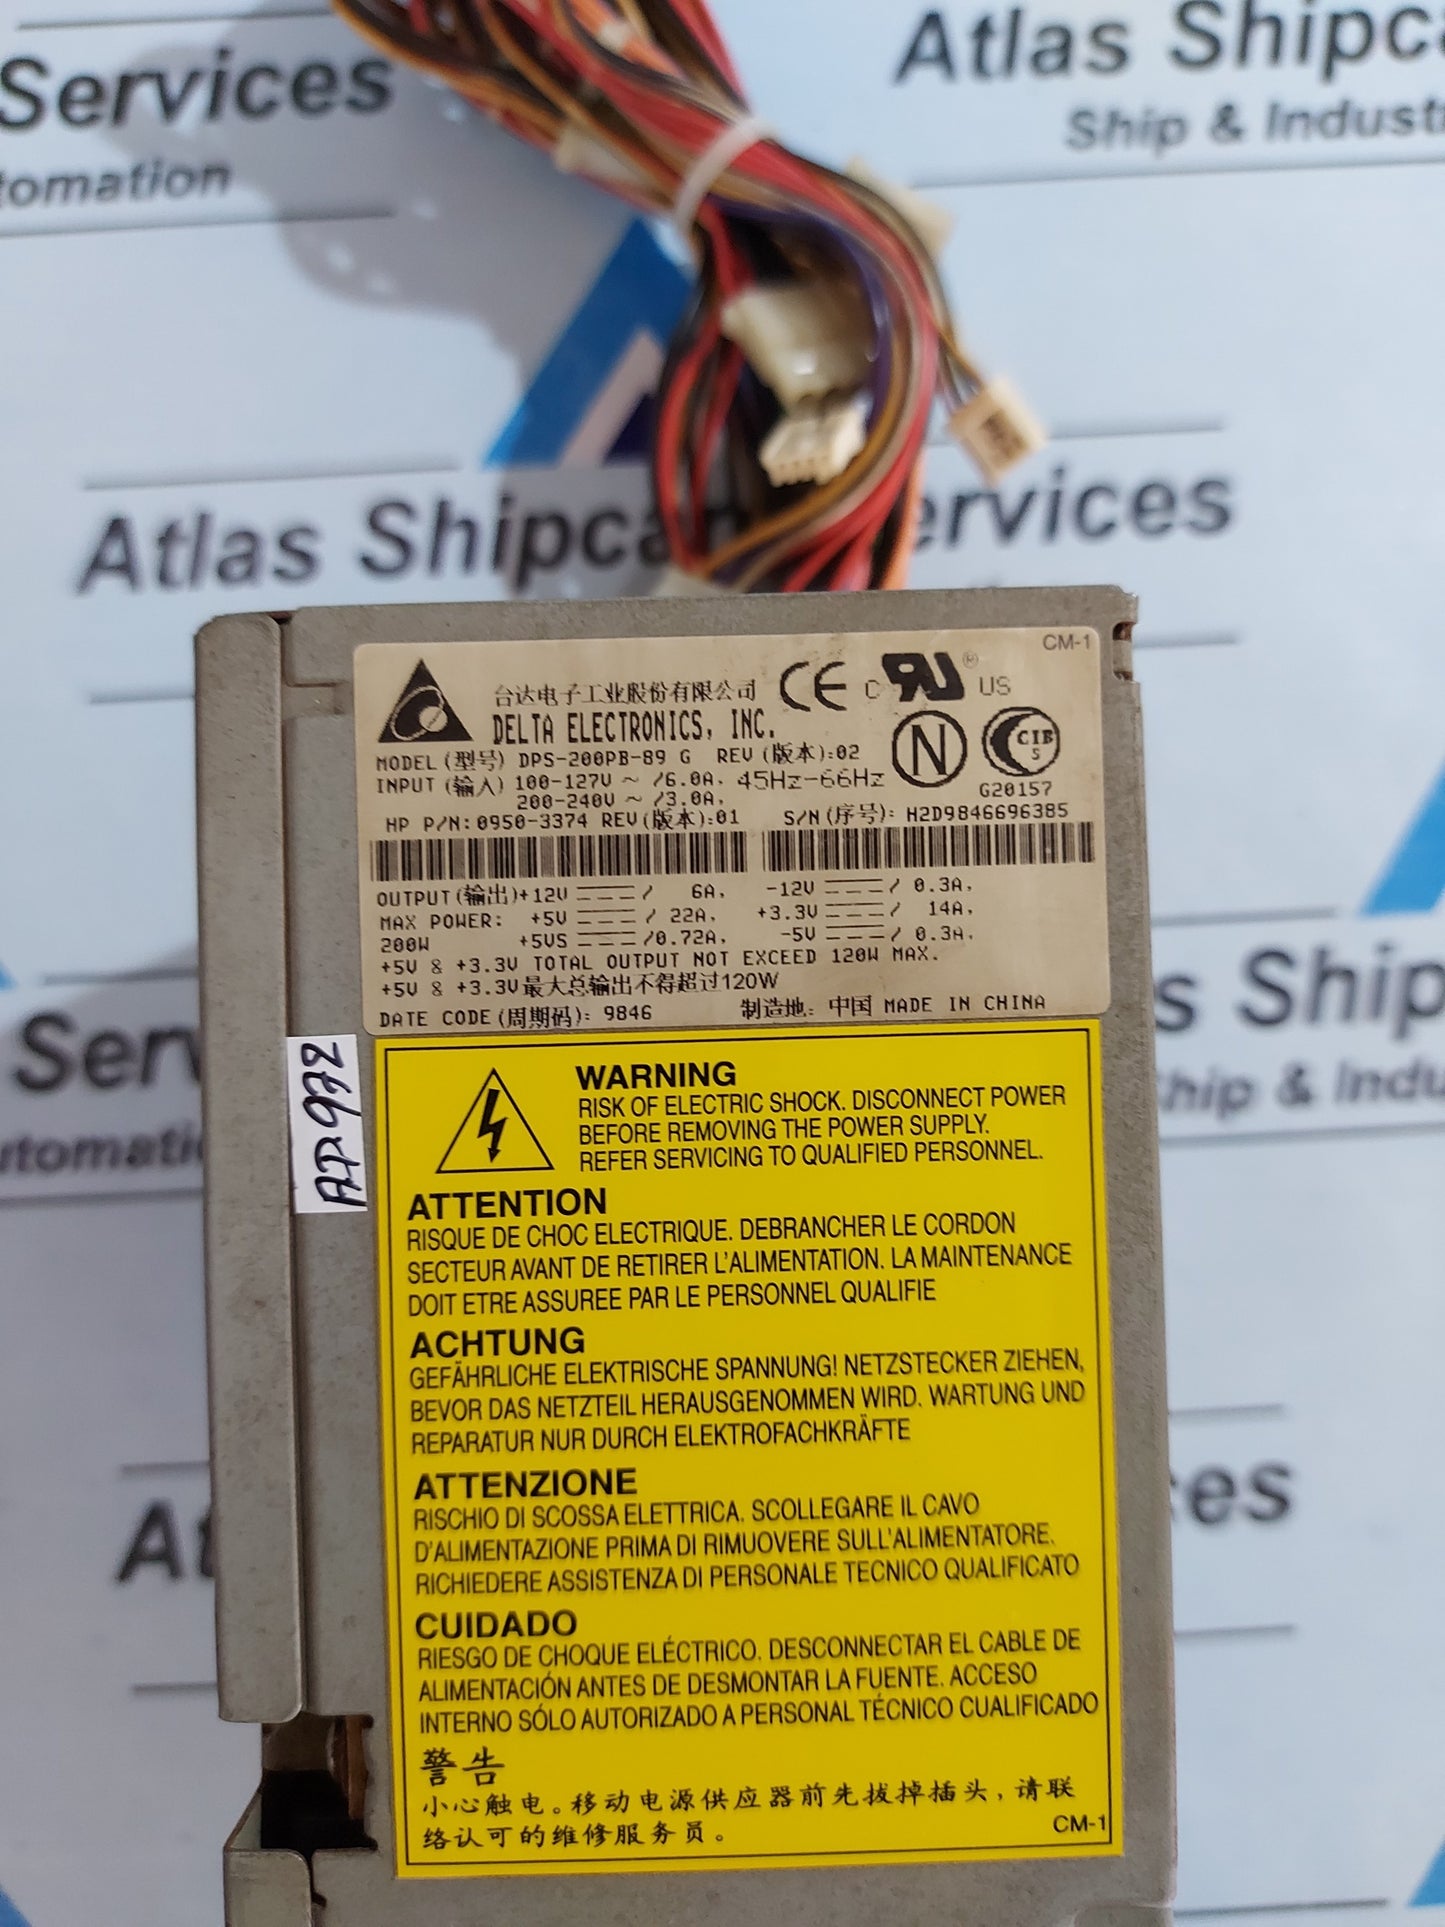 Services
tomation
Atlas Shipca
Ship & Indust
Atlas Shipca
ervices
CM-1
台达电子工业股份有限公司
CE
C RU ® US
DELTA ELECTRONICS, INC.
N
CIB
S
G20157
MODEL (型号) DPS-200PB-89 G REV (版本):02
INPUT (输入) 100-127V ~ /6.0A, 45Hz-66Hz
200-240V ~ /3.0A,
HP P/N:0950-3374 REV(版本):01 S/N (序号): H2D9846696385
OUTPUT(输出)+12V / 6A, -12V / 0.3A,
MAX POWER: +5V / 22A, +3.3V / 14A,
200W +5VS /0.72A, -5V / 0.3A,
+5V & +3.3V TOTAL OUTPUT NOT EXCEED 120W MAX.
+5V & +3.3V最大总输出不得超过120W
DATE CODE(周期码): 9846 制造地: 中国 MADE IN CHINA
WARNING
RISK OF ELECTRIC SHOCK. DISCONNECT POWER
BEFORE REMOVING THE POWER SUPPLY.
REFER SERVICING TO QUALIFIED PERSONNEL.
ATTENTION
RISQUE DE CHOC ELECTRIQUE. DEBRANCHER LE CORDON
SECTEUR AVANT DE RETIRER L'ALIMENTATION. LA MAINTENANCE
DOIT ETRE ASSUREE PAR LE PERSONNEL QUALIFIE
ACHTUNG
GEFÄHRLICHE ELEKTRISCHE SPANNUNG! NETZSTECKER ZIEHEN,
BEVOR DAS NETZTEIL HERAUSGENOMMEN WIRD. WARTUNG UND
REPARATUR NUR DURCH ELEKTROFACHKRÄFTE
ATTENZIONE
RISCHIO DI SCOSSA ELETTRICA. SCOLLEGARE IL CAVO
D'ALIMENTAZIONE PRIMA DI RIMUOVERE SULL'ALIMENTATORE.
RICHIEDERE ASSISTENZA DI PERSONALE TECNICO QUALIFICATO
CUIDADO
RIESGO DE CHOQUE ELÉCTRICO. DESCONNECTAR EL CABLE DE
ALIMENTACIÓN ANTES DE DESMONTAR LA FUENTE. ACCESO
INTERNO SÓLO AUTORIZADO A PERSONAL TÉCNICO CUALIFICADO
警告
小心触电。移动电源供应器前先拔掉插头,请联
络认可的维修服务员。
CM-1
Serv
utomati
s Ship
hip & Indu
At
ces